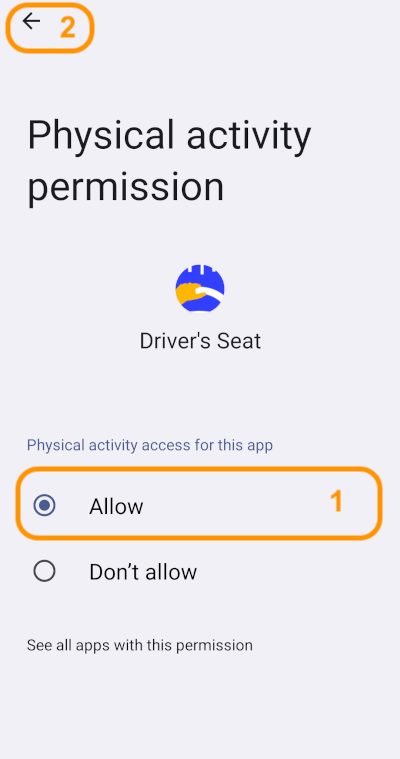 2
Physical activity
permission
Driver's Seat
Physical activity access for this app
Allow 1
Don’t allow
See all apps with this permission